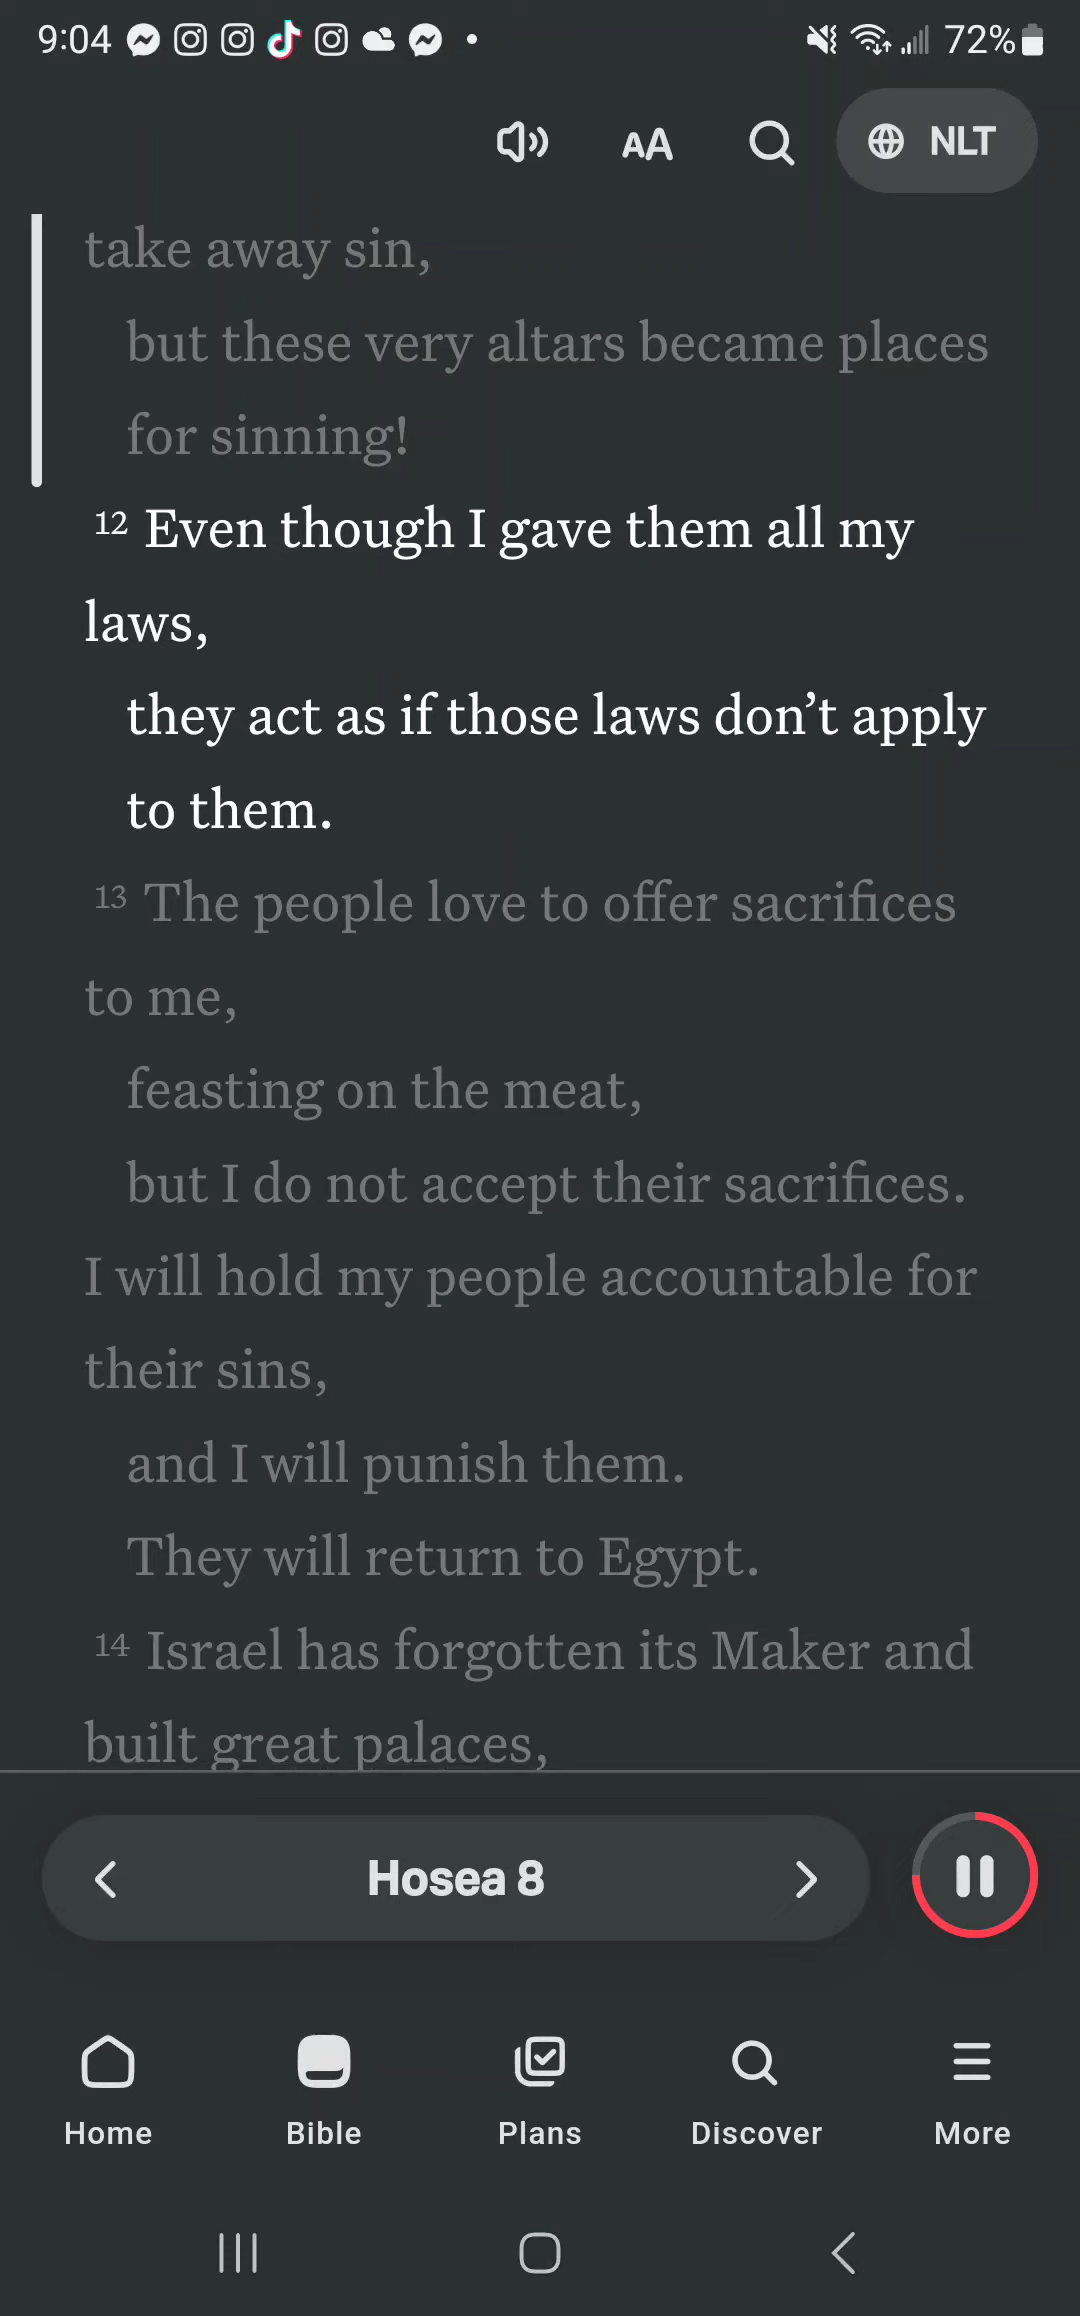 9:04
72%
AA
NLT
take away sin,
but these very altars became places
for sinning!
12 Even though I gave them all my
laws,
they act as if those laws don’t apply
to them.
13 The people love to offer sacrifices
to me,
feasting on the meat,
but I do not accept their sacrifices.
I will hold my people accountable for
their sins,
and I will punish them.
They will return to Egypt.
14 Israel has forgotten its Maker and
built great palaces,
Hosea 8
Home
Bible
Plans
Discover
More